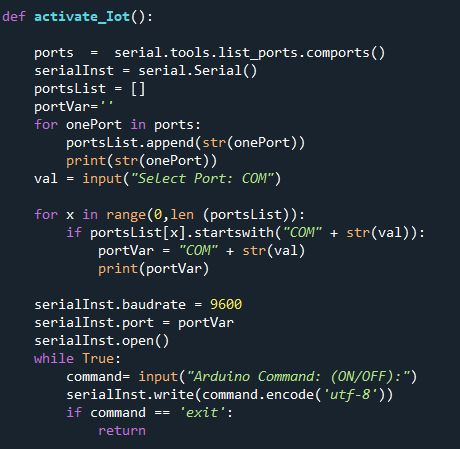 def activate_Iot():
    ports  =  serial.tools.list_ports.comports()
    serialInst = serial.Serial()
    portsList = []
    portVar=''
    for onePort in ports:
        portsList.append(str(onePort))
        print(str(onePort))
    val = input("Select Port: COM")
    for x in range(0,len (portsList)):
        if portsList[x].startswith("COM" + str(val)):
            portVar = "COM" + str(val)
            print(portVar)
    serialInst.baudrate = 9600
    serialInst.port = portVar
    serialInst.open()
    while True:
        command= input("Arduino Command: (ON/OFF):")
        serialInst.write(command.encode('utf-8'))
        if command == 'exit':
            return